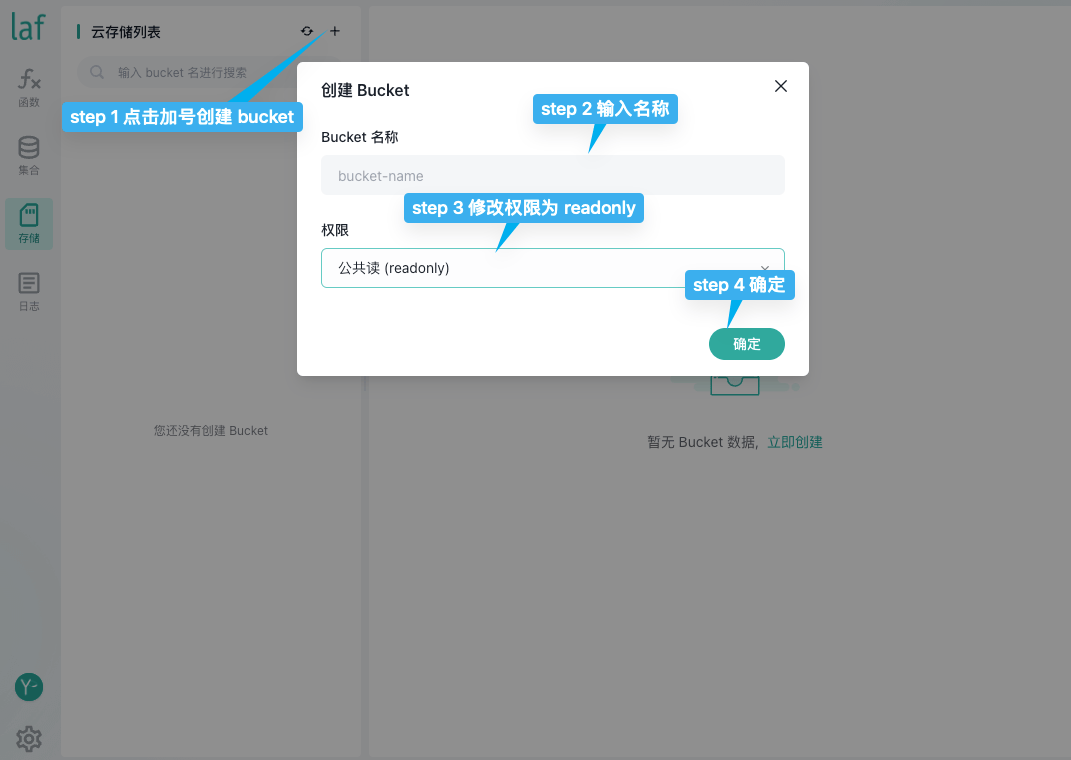 laf
函数
集合
存储
日志
Y-
云存储列表
输入 bucket 名进行搜索
step 1 点击加号创建 bucket
您还没有创建 Bucket
创建 Bucket
step 2 输入名称
Bucket 名称
bucket-name
step 3 修改权限为 readonly
权限
公共读 (readonly)
step 4 确定
确定
暂无 Bucket 数据，立即创建